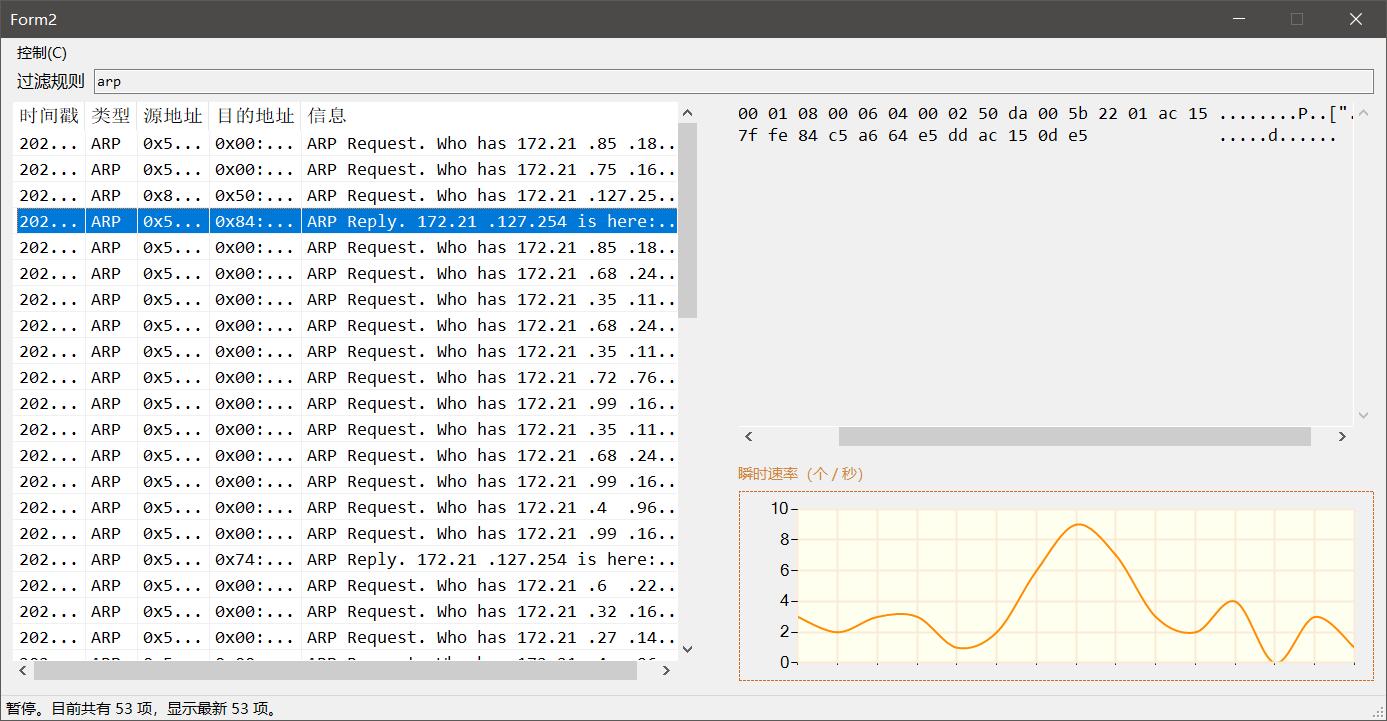 Form2
控制(C)
过滤规则 arp
时间戳 类型 源地址 目的地址 信息
202... ARP 0x5... 0x00:... ARP Request. Who has 172.21 .85 .18...
202... ARP 0x5... 0x00:... ARP Request. Who has 172.21 .75 .16...
202... ARP 0x8... 0x50:... ARP Request. Who has 172.21 .127.25...
202... ARP 0x5... 0x84:... ARP Reply. 172.21 .127.254 is here:...
202... ARP 0x5... 0x00:... ARP Request. Who has 172.21 .85 .18...
202... ARP 0x5... 0x00:... ARP Request. Who has 172.21 .68 .24...
202... ARP 0x5... 0x00:... ARP Request. Who has 172.21 .35 .11...
202... ARP 0x5... 0x00:... ARP Request. Who has 172.21 .68 .24...
202... ARP 0x5... 0x00:... ARP Request. Who has 172.21 .35 .11...
202... ARP 0x5... 0x00:... ARP Request. Who has 172.21 .72 .76...
202... ARP 0x5... 0x00:... ARP Request. Who has 172.21 .99 .16...
202... ARP 0x5... 0x00:... ARP Request. Who has 172.21 .35 .11...
202... ARP 0x5... 0x00:... ARP Request. Who has 172.21 .68 .24...
202... ARP 0x5... 0x00:... ARP Request. Who has 172.21 .99 .16...
202... ARP 0x5... 0x00:... ARP Request. Who has 172.21 .4 .96...
202... ARP 0x5... 0x00:... ARP Request. Who has 172.21 .99 .16...
202... ARP 0x5... 0x74:... ARP Reply. 172.21 .127.254 is here:...
202... ARP 0x5... 0x00:... ARP Request. Who has 172.21 .6 .22...
202... ARP 0x5... 0x00:... ARP Request. Who has 172.21 .32 .16...
202... ARP 0x5... 0x00:... ARP Request. Who has 172.21 .27 .14...
00 01 08 00 06 04 00 02 50 da 00 5b 22 01 ac 15 ........P..[".
7f fe 84 c5 a6 64 e5 dd ac 15 0d e5 .....d......
瞬时速率（个 / 秒）
10
8
6
4
2
0
暂停。目前共有 53 项，显示最新 53 项。